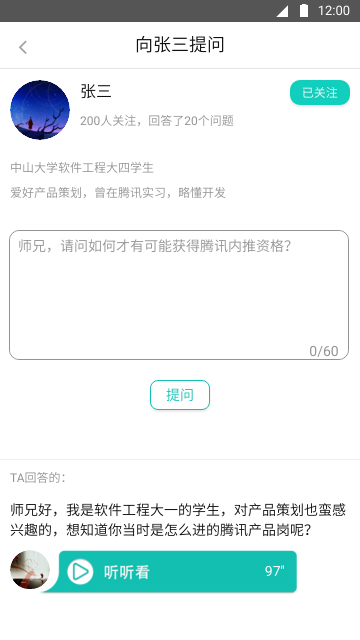 12:00
向张三提问
张三
已关注
200人关注，回答了20个问题
中山大学软件工程大四学生
爱好产品策划，曾在腾讯实习，略懂开发
师兄，请问如何才有可能获得腾讯内推资格？
0/60
提问
TA回答的：
师兄好，我是软件工程大一的学生，对产品策划也蛮感
兴趣的，想知道你当时是怎么进的腾讯产品岗呢？
听听看
97"